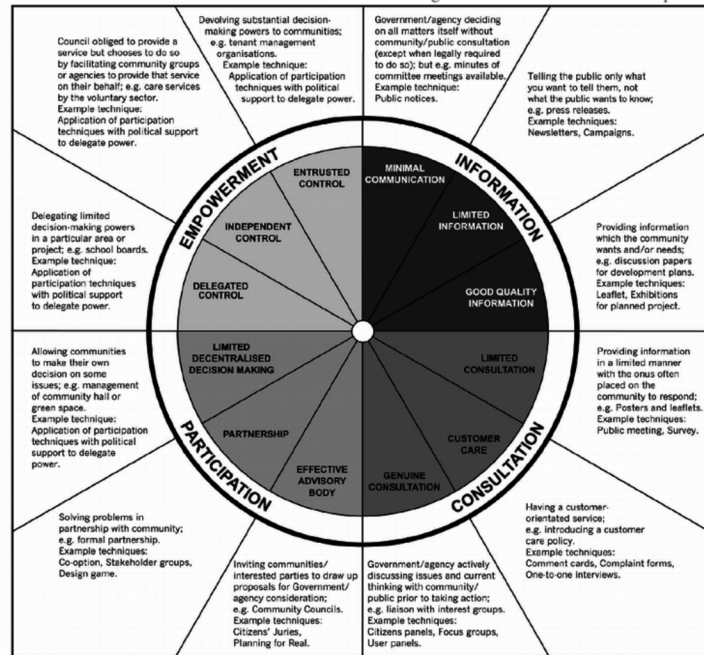 Devolving substantial decision-
making powers to communities;
e.g. tenant management
organisations.
Example technique:
Application of participation
techniques with political
support to delegate power.
Government/agency deciding
on all matters itself without
community/public consultation
(except when legally required
to do so); but e.g. minutes of
committee meetings available.
Example technique:
Public notices.
Council obliged to provide a
service but chooses to do so
by facilitating community groups
or agencies to provide that service
on their behalf; e.g. care services
by the voluntary sector.
Example technique:
Application of participation
techniques with political support
to delegate power.
Telling the public only what
you want to tell them, not
what the public wants to know;
e.g. press releases.
Example techniques:
Newsletters, Campaigns.
EMPOWERMENT
INFORMATION
ENTRUSTED
CONTROL
MINIMAL
COMMUNICATION
INDEPENDENT
CONTROL
LIMITED
INFORMATION
DELEGATED
CONTROL
GOOD QUALITY
INFORMATION
Delegating limited
decision-making powers
in a particular area or
project; e.g. school boards.
Example technique:
Application of
participation techniques
with political support
to delegate power.
Providing information
which the community
wants and/or needs;
e.g. discussion papers
for development plans.
Example techniques:
Leaflet, Exhibitions
for planned project.
LIMITED
DECENTRALISED
DECISION MAKING
LIMITED
CONSULTATION
PARTNERSHIP
CUSTOMER
CARE
EFFECTIVE
ADVISORY
BODY
GENUINE
CONSULTATION
PARTICIPATION
CONSULTATION
Allowing communities
to make their own
decision on some
issues; e.g. management
of community hall or
green space.
Example technique:
Application of participation
techniques with political
support to delegate
power.
Providing information
in a limited manner
with the onus often
placed on the
community to respond;
e.g. Posters and leaflets.
Example techniques:
Public meeting, Survey.
Solving problems in
partnership with community;
e.g. formal partnership.
Example techniques:
Co-option, Stakeholder groups,
Design game.
Having a customer-
orientated service;
e.g. introducing a customer
care policy.
Example techniques:
Comment cards, Complaint forms,
One-to-one interviews.
Inviting communities/
interested parties to draw up
proposals for Government/
agency consideration;
e.g. Community Councils.
Example techniques:
Citizens' Juries,
Planning for Real.
Government/agency actively
discussing issues and current
thinking with community/
public prior to taking action;
e.g. liaison with interest groups.
Example techniques:
Citizens panels, Focus groups,
User panels.